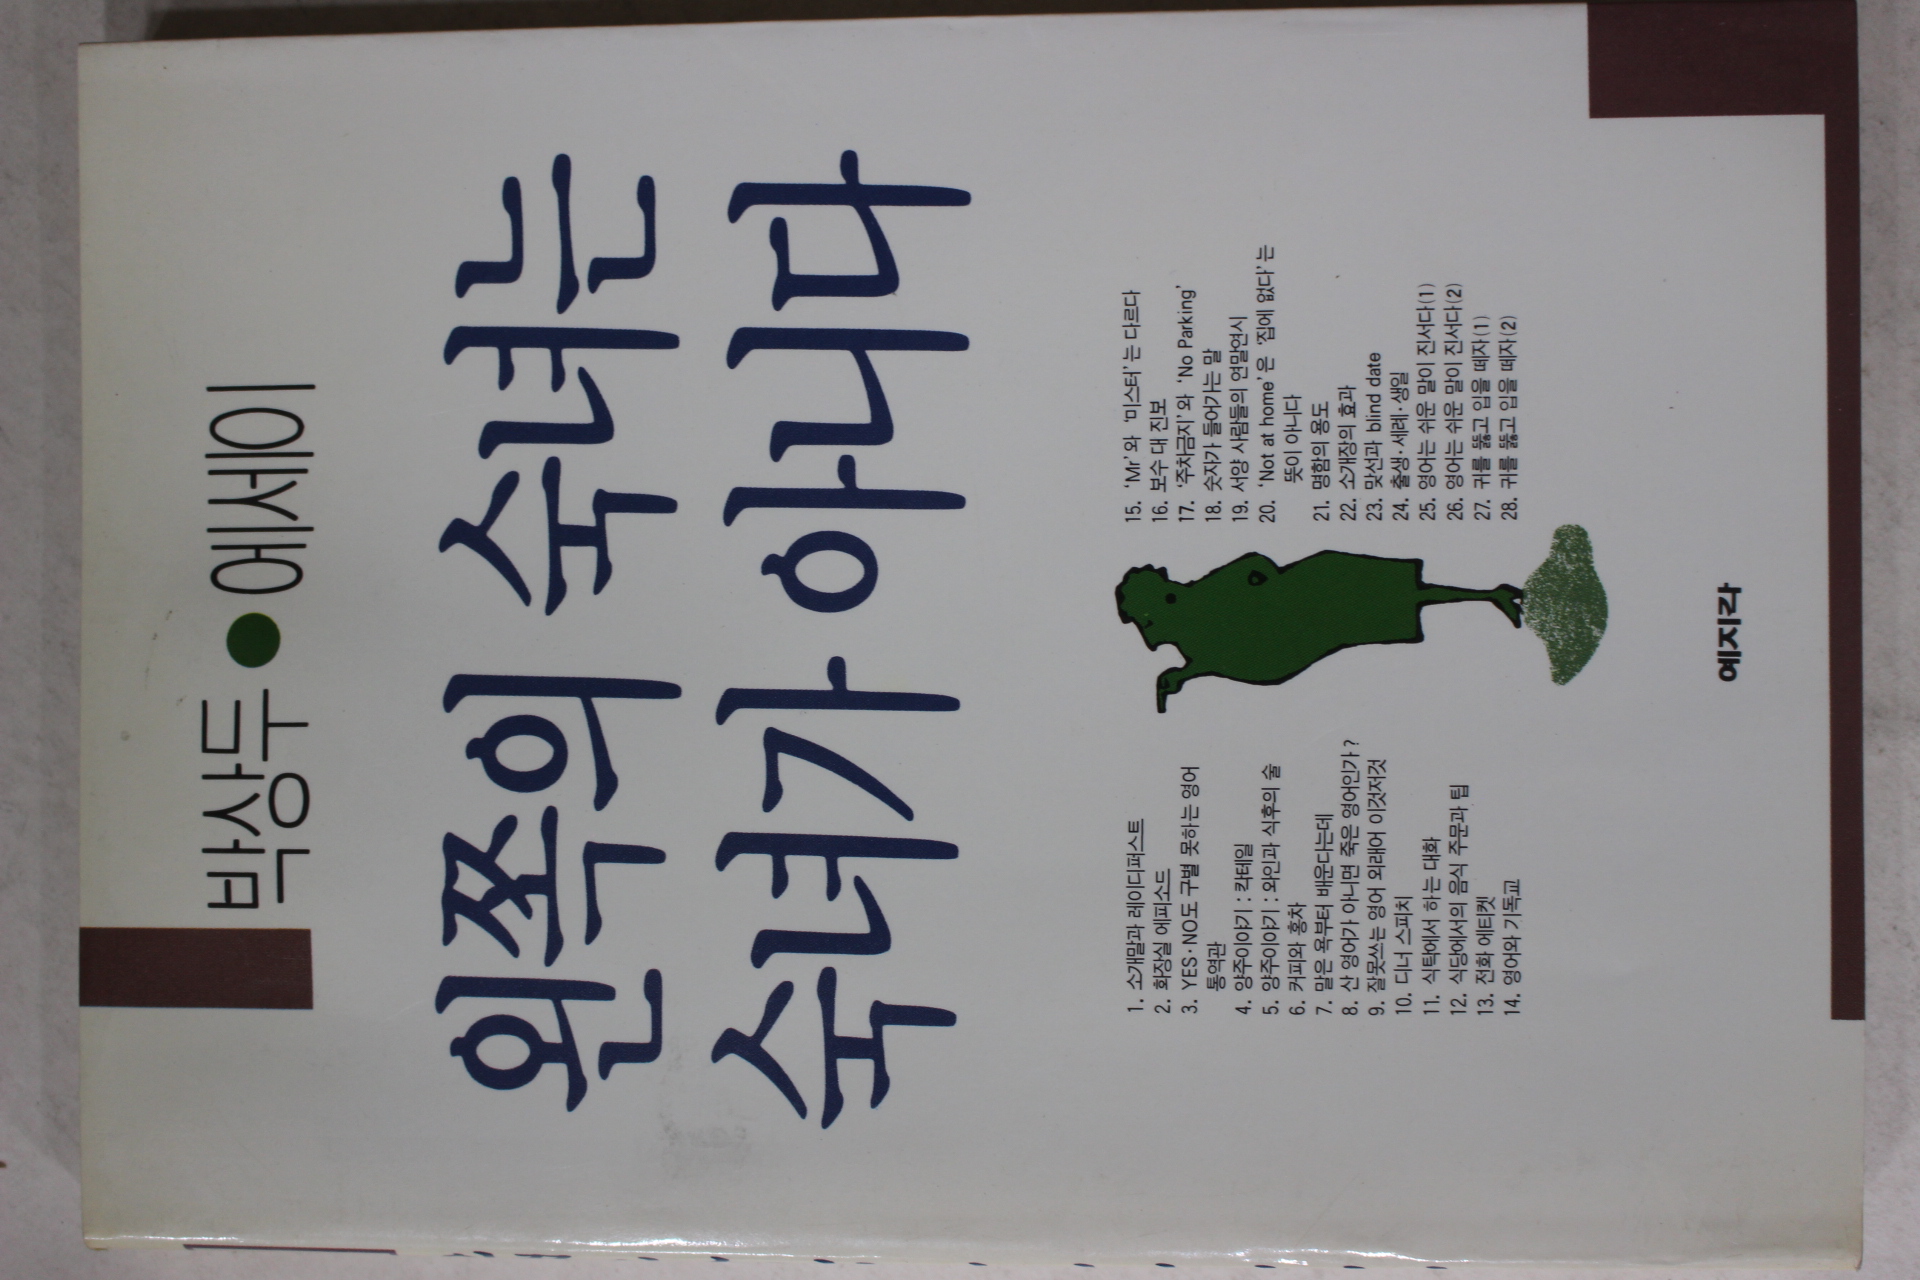 박상두 ● 에세이
왼쪽의 숙녀는
숙녀가 아니다
1. 소개말과 레이디퍼스트
2. 화장실 에피소드
3. YES·NO도 구별 못하는 영어
통역관
4. 양주이야기 : 칵테일
5. 양주이야기 : 와인과 식후의 술
6. 커피와 홍차
7. 말은 욕부터 배운다는데
8. 산 영어가 아니면 죽은 영어인가 ?
9. 잘못쓰는 영어 외래어 이것저것
10. 디너 스피치
11. 식탁에서 하는 대화
12. 식당에서의 음식 주문과 팁
13. 전화 에티켓
14. 영어와 기독교
15. ‘Mr’와 ‘미스터’는 다르다
16. 보수 대 진보
17. ‘주차금지’와 ‘No Parking’
18. 숫자가 들어가는 말
19. 서양 사람들의 연말연시
20. ‘Not at home’은 ‘집에 없다’는
뜻이 아니다
21. 명함의 용도
22. 소개장의 효과
23. 맞선과 blind date
24. 출생·세례·생일
25. 영어는 쉬운 말이 진서다(1)
26. 영어는 쉬운 말이 진서다(2)
27. 귀를 뚫고 입을 떼자(1)
28. 귀를 뚫고 입을 떼자(2)
예지각